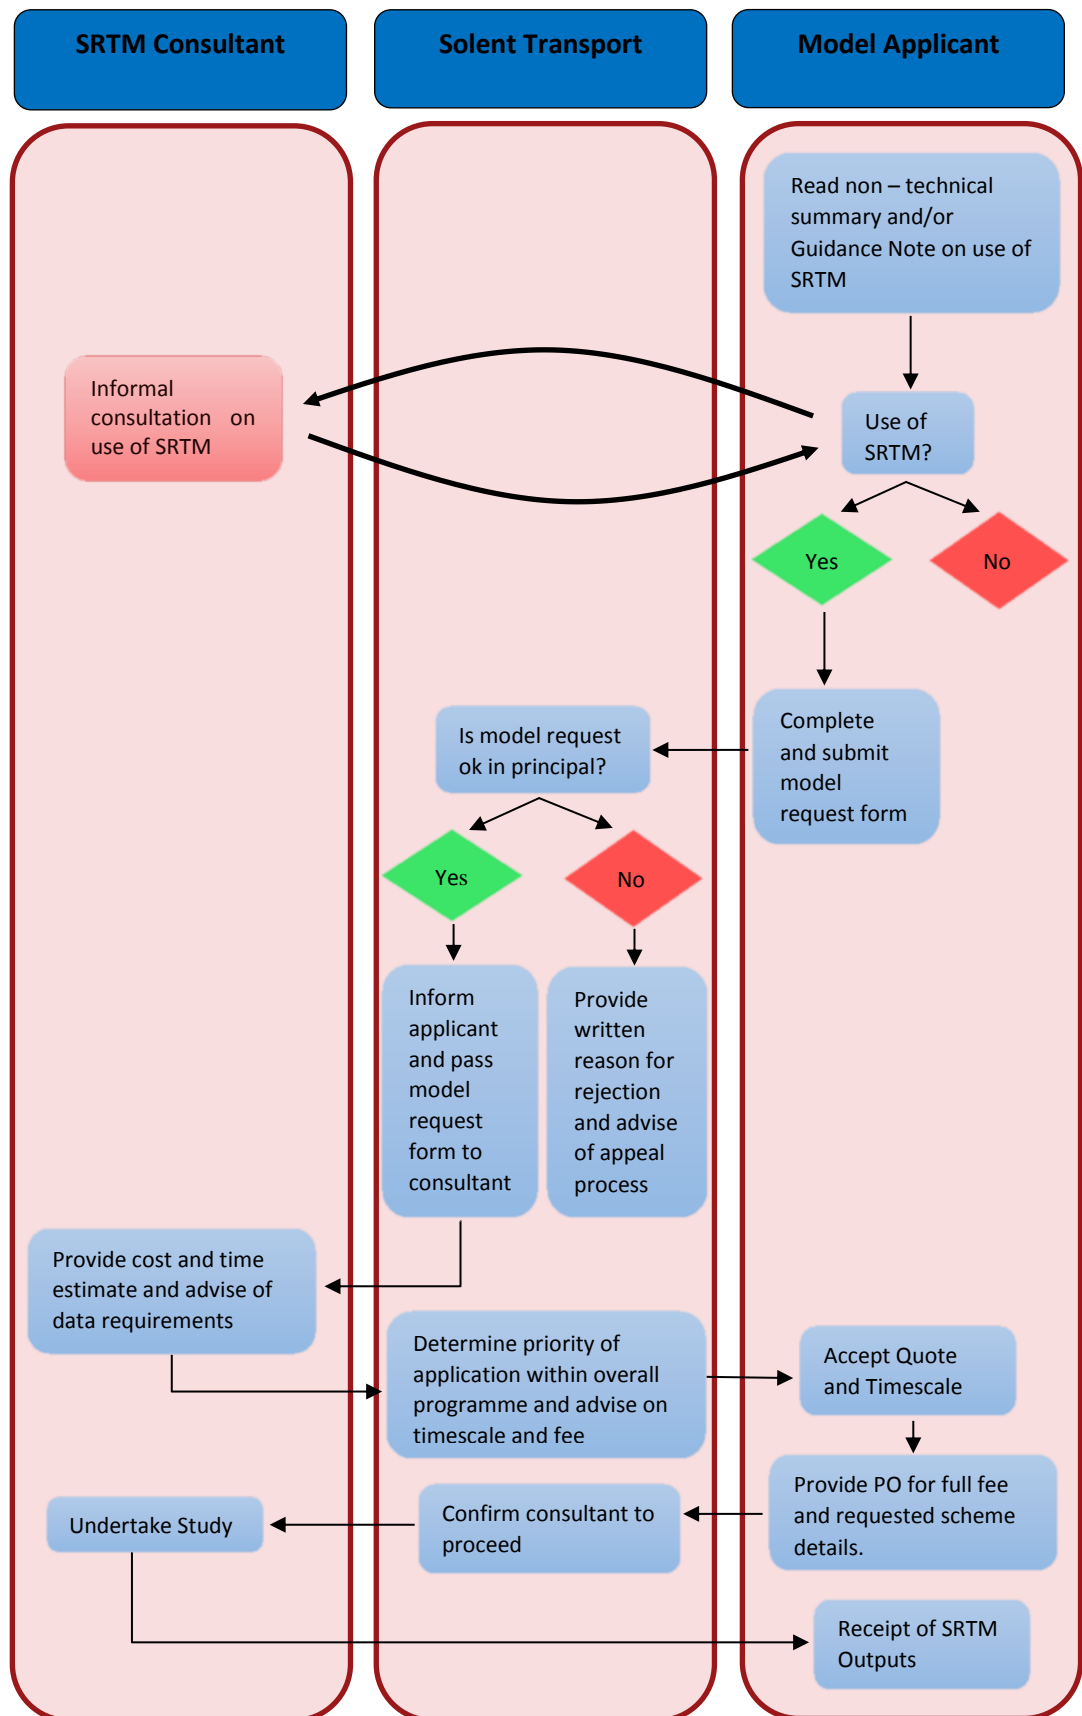 SRTM Consultant
Solent Transport
Model Applicant
Read non – technical
summary and/or
Guidance Note on use of
SRTM
Informal
consultation on
use of SRTM
Use of
SRTM?
Yes
No
Complete
and submit
model
request form
Is model request
ok in principal?
Yes
No
Inform
applicant
and pass
model
request
form to
consultant
Provide
written
reason for
rejection
and advise
of appeal
process
Provide cost and time
estimate and advise of
data requirements
Determine priority of
application within overall
programme and advise on
timescale and fee
Accept Quote
and Timescale
Provide PO for full fee
and requested scheme
details.
Confirm consultant to
proceed
Undertake Study
Receipt of SRTM
Outputs